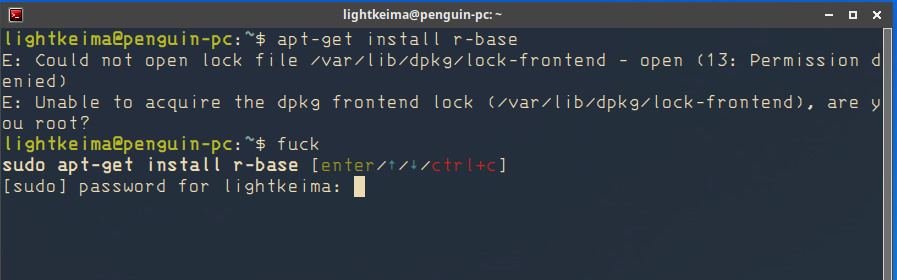 lightkeima@penguin-pc: ~
lightkeima@penguin-pc:~$ apt-get install r-base
E: Could not open lock file /var/lib/dpkg/lock-frontend - open (13: Permission d
enied)
E: Unable to acquire the dpkg frontend lock (/var/lib/dpkg/lock-frontend), are y
ou root?
lightkeima@penguin-pc:~$ fuck
sudo apt-get install r-base [enter/↑/↓/ctrl+c]
[sudo] password for lightkeima: